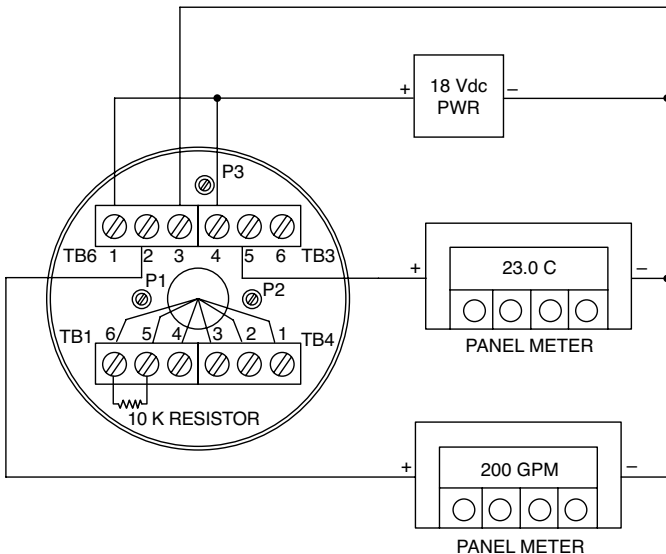 + 18 Vdc –
PWR
P3
TB6 1 2 3 4 5 6 TB3
+ 23.0 C –
PANEL METER
P1 P2
TB1 6 5 4 3 2 1 TB4
10 K RESISTOR
+ 200 GPM –
PANEL METER